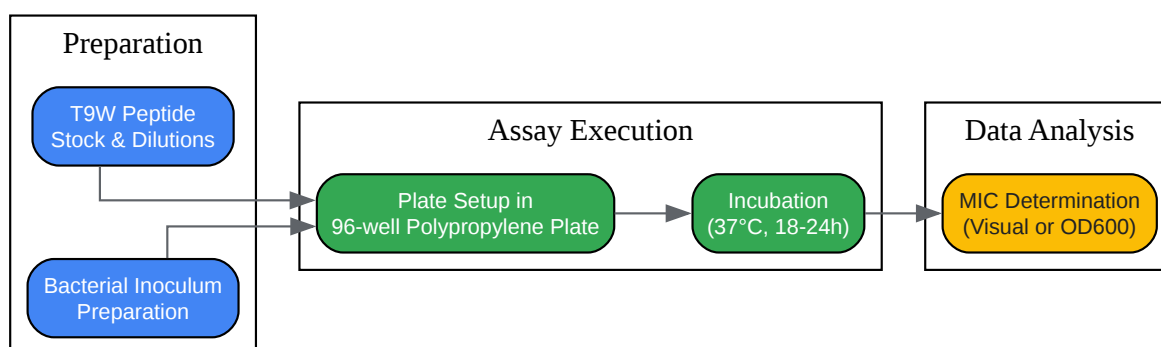 Preparation
T9W Peptide
Stock & Dilutions
Bacterial Inoculum
Preparation
Assay Execution
Plate Setup in
96-well Polypropylene Plate
Incubation
(37°C, 18-24h)
Data Analysis
MIC Determination
(Visual or OD600)